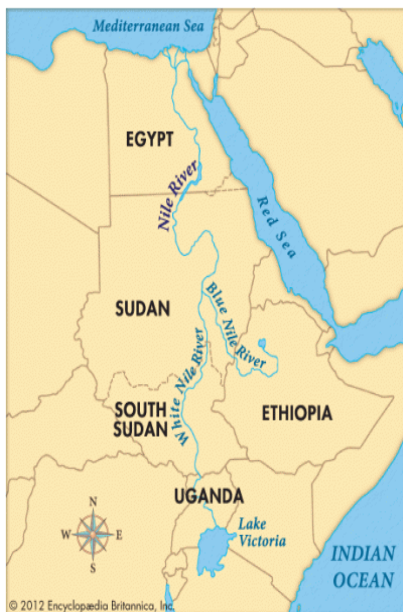 Mediterranean Sea
EGYPT
Nile River
Red Sea
SUDAN
Blue Nile River
White Nile River
SOUTH
SUDAN
ETHIOPIA
UGANDA
Lake
Victoria
N
W
E
S
INDIAN
OCEAN
© 2012 Encyclopædia Britannica, Inc.